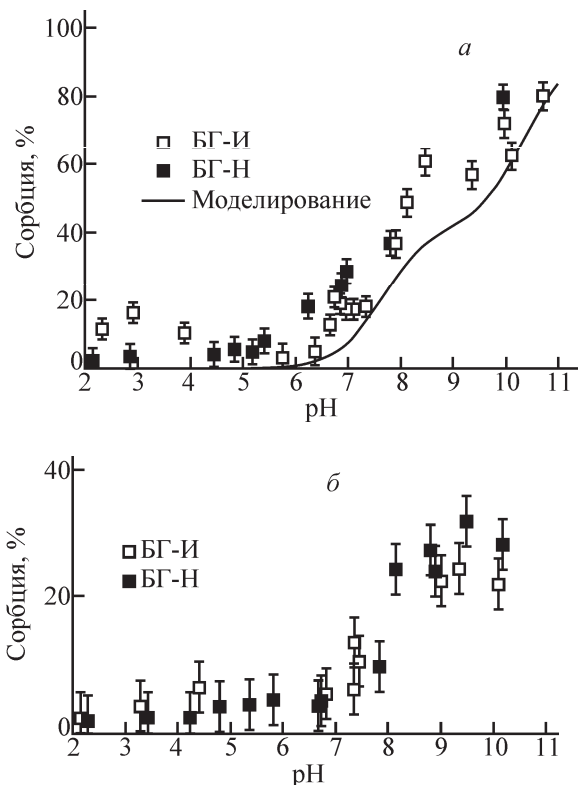 а
100
80
60
40
20
0
Сорбция, %
БГ-И
БГ-Н
Моделирование
2 3 4 5 6 7 8 9 10 11
pH
б
40
20
0
Сорбция, %
БГ-И
БГ-Н
2 3 4 5 6 7 8 9 10 11
pH